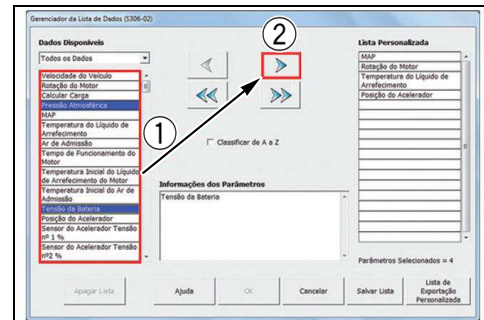 Gerenciador da Lista de Dados (S306-02)
Dados Disponíveis
Todos os Dados
Velocidade do Veículo
Rotação do Motor
Calcular Carga
Pressão Atmosférica
MAP
Temperatura do Líquido de
Arrefecimento
Ar de Admissão
Tempo de Funcionamento do
Motor
Temperatura Inicial do Líquido
de Arrefecimento do Motor
Temperatura Inicial do Ar de
Admissão
Tensão da Bateria
Posição do Acelerador
Sensor do Acelerador Tensão
nº 1 %
Sensor do Acelerador Tensão
nº2 %
1
2
Classificar de A a Z
Informações dos Parâmetros
Tensão da Bateria
Lista Personalizada
MAP
Rotação do Motor
Temperatura do Líquido de
Arrefecimento
Posição do Acelerador
Parâmetros Selecionados = 4
Apagar Lista
Ajuda
OK
Cancelar
Salvar Lista
Lista de
Exportação
Personalizada